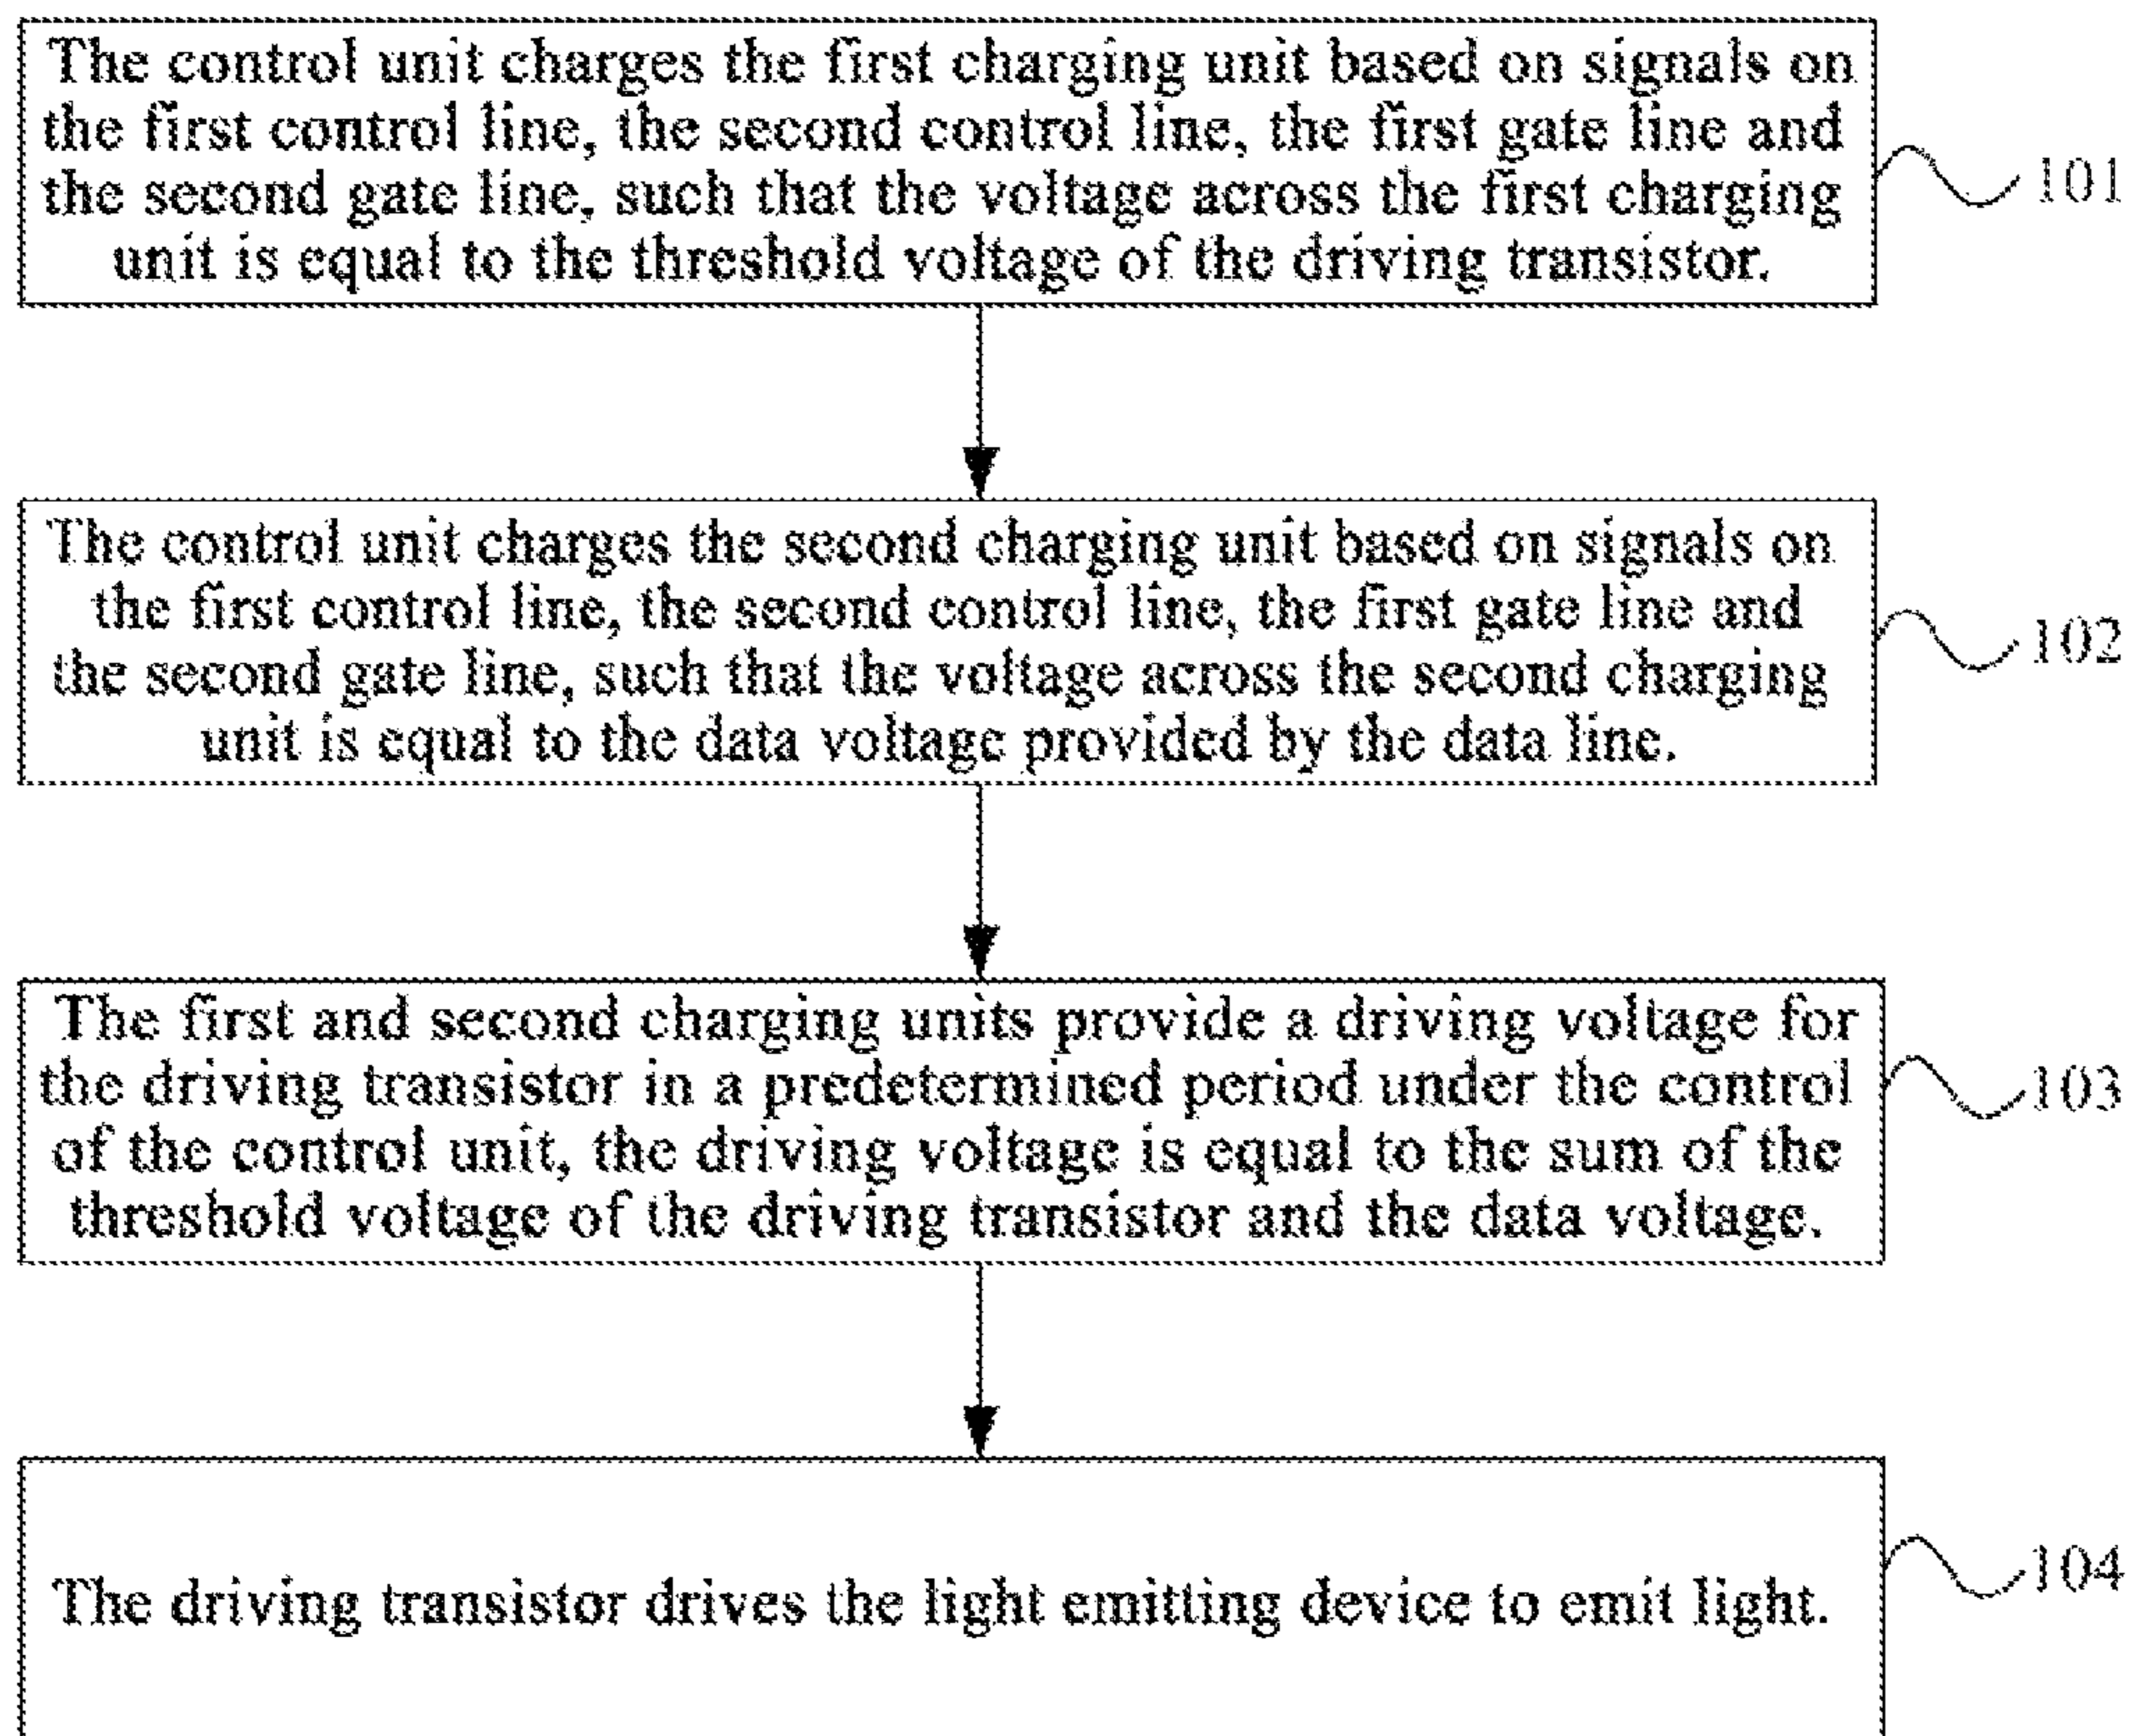 The control unit charges the first charging unit based on signals on
the first control line, the second control line, the first gate line and
the second gate line, such that the voltage across the first charging
unit is equal to the threshold voltage of the driving transistor.
101
The control unit charges the second charging unit based on signals on
the first control line, the second control line, the first gate line and
the second gate line, such that the voltage across the second charging
unit is equal to the data voltage provided by the data line.
102
The first and second charging units provide a driving voltage for
the driving transistor in a predetermined period under the control
of the control unit, the driving voltage is equal to the sum of the
threshold voltage of the driving transistor and the data voltage.
103
The driving transistor drives the light emitting device to emit light.
104